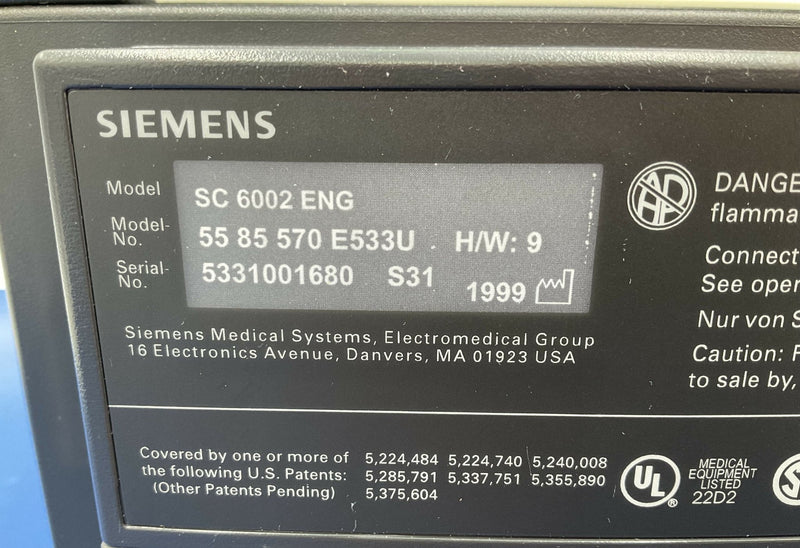 SIEMENS
Model SC 6002 ENG
Model-No. 55 85 570 E533U H/W: 9
Serial-No. 5331001680 S31
1999
Siemens Medical Systems, Electromedical Group
16 Electronics Avenue, Danvers, MA 01923 USA
Covered by one or more of
the following U.S. Patents:
(Other Patents Pending)
5,224,484 5,224,740 5,240,008
5,285,791 5,337,751 5,355,890
5,375,604
UL
MEDICAL
EQUIPMENT
LISTED
22D2
DANGE
flamma
Connect
See oper
Nur von S
Caution: F
to sale by,